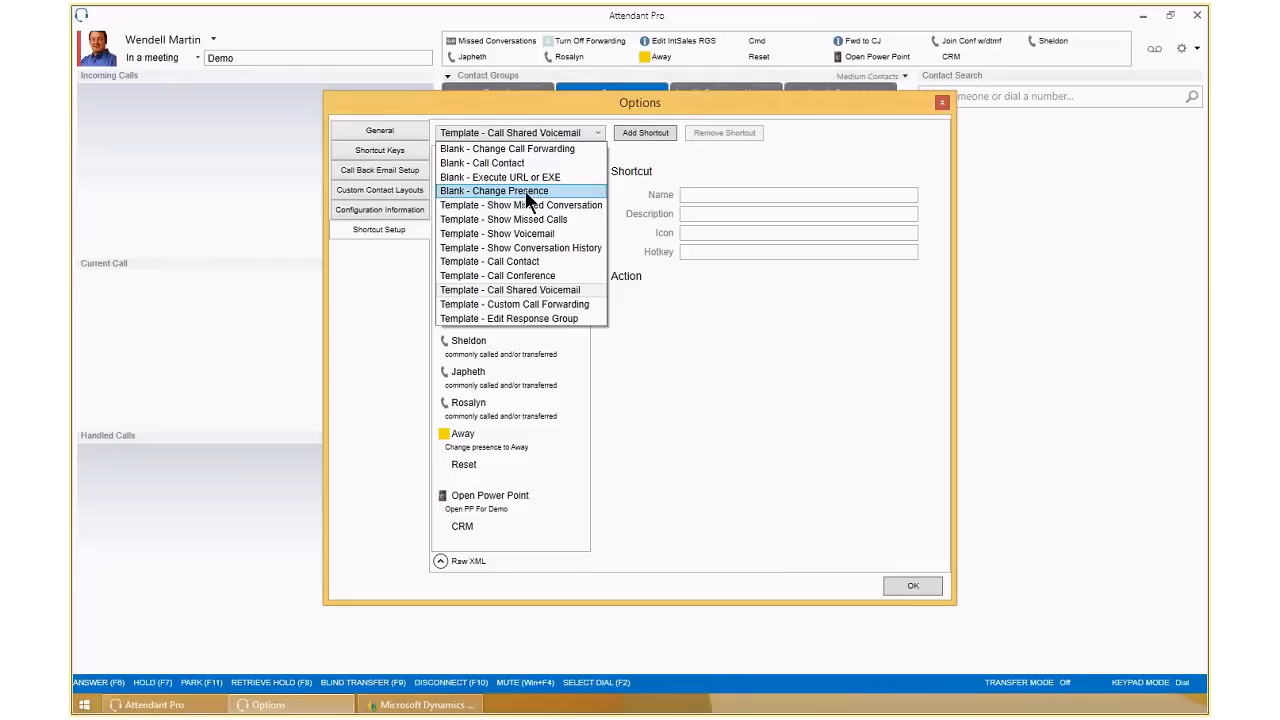 Attendant Pro
Wendell Martin
In a meeting
Demo
Missed Conversations
Turn Off Forwarding
Edit IntSales RGS
Cmd
Fwd to CJ
Join Conf w/dtmf
Sheldon
Japheth
Rosalyn
Away
Reset
Open Power Point
CRM
Incoming Calls
Contact Groups
Medium Contacts
Contact Search
meone or dial a number...
Options
x
General
Shortcut Keys
Call Back Email Setup
Custom Contact Layouts
Configuration Information
Shortcut Setup
Template - Call Shared Voicemail
Add Shortcut
Remove Shortcut
Blank - Change Call Forwarding
Blank - Call Contact
Blank - Execute URL or EXE
Blank - Change Presence
Template - Show Missed Conversation
Template - Show Missed Calls
Template - Show Voicemail
Template - Show Conversation History
Template - Call Contact
Template - Call Conference
Template - Call Shared Voicemail
Template - Custom Call Forwarding
Template - Edit Response Group
Shortcut
Name
Description
Icon
Hotkey
Action
Current Call
Sheldon
commonly called and/or transferred
Japheth
commonly called and/or transferred
Rosalyn
commonly called and/or transferred
Handled Calls
Away
Change presence to Away
Reset
Open Power Point
Open PP For Demo
CRM
Raw XML
OK
ANSWER (F6) HOLD (F7) PARK (F11) RETRIEVE HOLD (F8) BLIND TRANSFER (F9) DISCONNECT (F10) MUTE (Win+F4) SELECT DIAL (F2)
TRANSFER MODE Off
KEYPAD MODE Dial
Attendant Pro
Options
Microsoft Dynamics ...